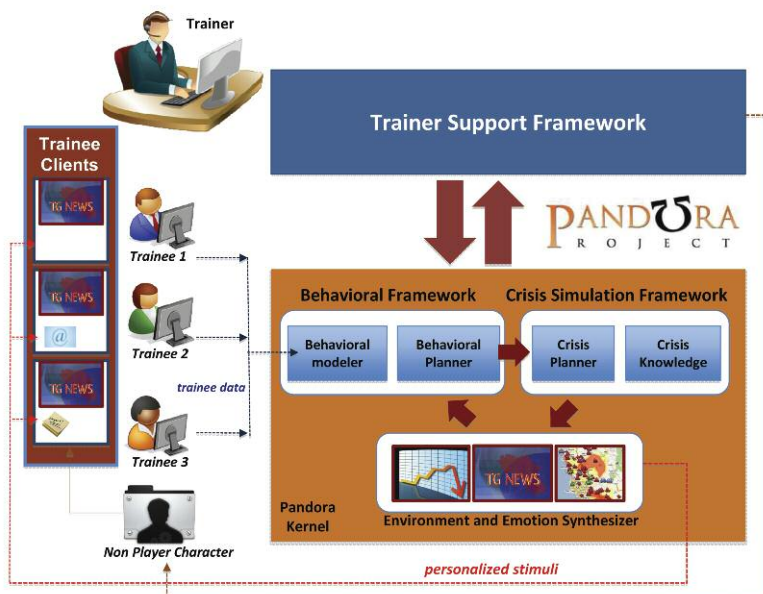 Trainer
Trainer Support Framework
Trainee
Clients
TG NEWS
Trainee 1
TG NEWS
@
Trainee 2
TG NEWS
Trainee 3
trainee data
Non Player Character
PANDORA
PROJECT
Behavioral Framework
Crisis Simulation Framework
Behavioral
modeler
Behavioral
Planner
Crisis
Planner
Crisis
Knowledge
TG NEWS
Pandora
Kernel
Environment and Emotion Synthesizer
personalized stimuli